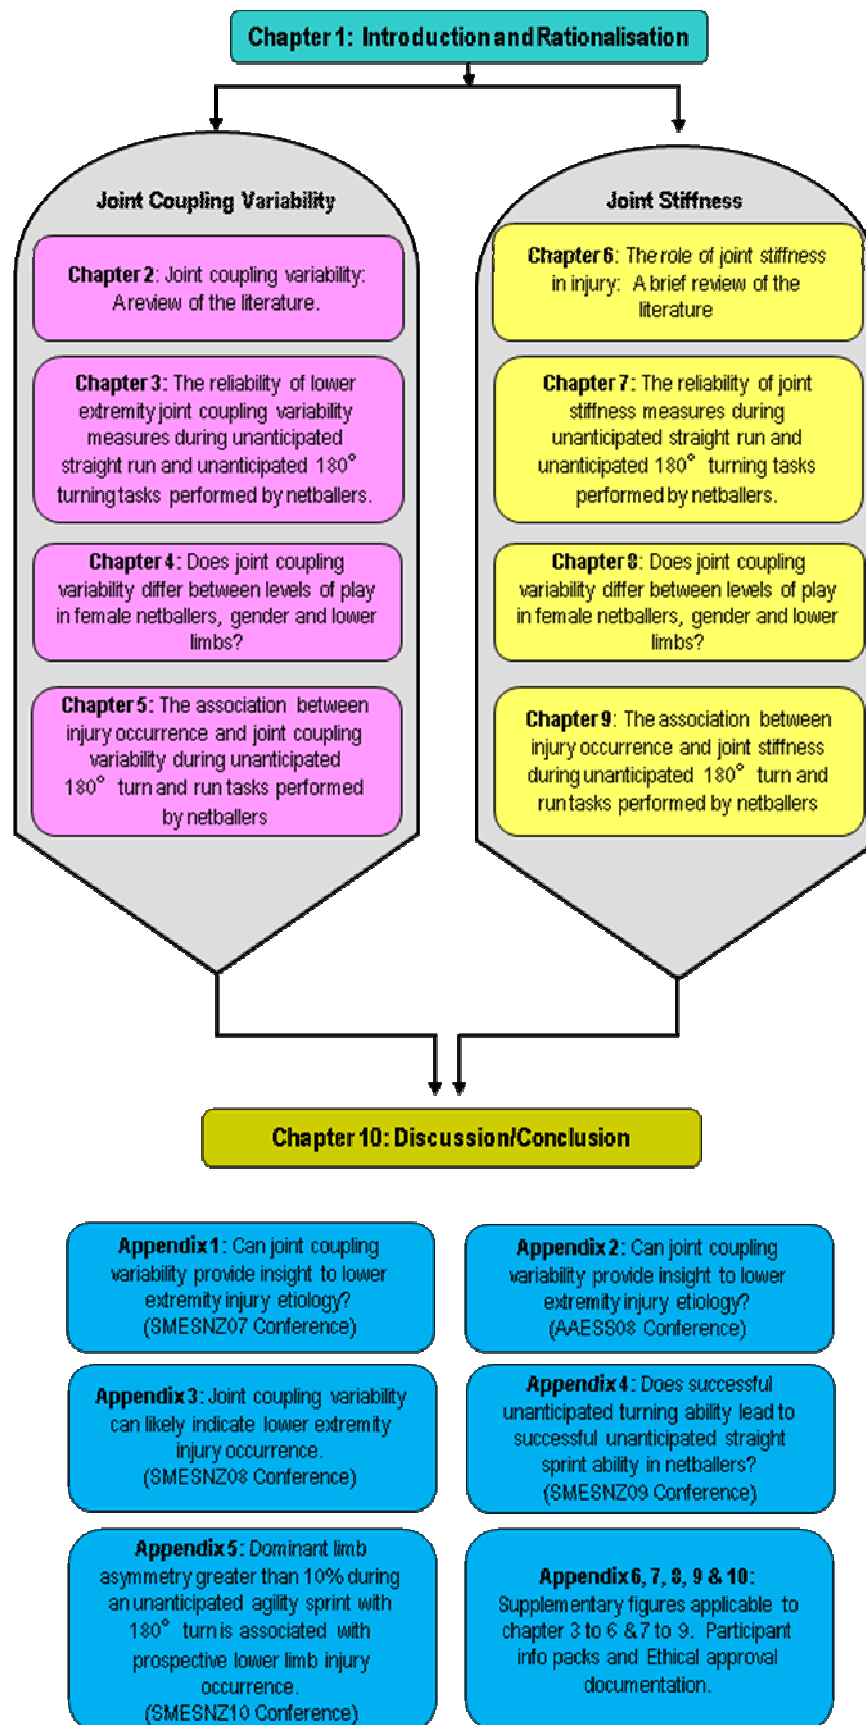 Chapter 1: Introduction and Rationalisation
Joint Coupling Variability
Chapter 2: Joint coupling variability:
A review of the literature.
Chapter 3: The reliability of lower
extremity joint coupling variability
measures during unanticipated
straight run and unanticipated 180°
turning tasks performed by netballers.
Chapter 4: Does joint coupling
variability differ between levels of play
in female netballers, gender and lower
limbs?
Chapter 5: The association between
injury occurrence and joint coupling
variability during unanticipated
180° turn and run tasks performed
by netballers
Joint Stiffness
Chapter 6: The role of joint stiffness
in injury: A brief review of the
literature
Chapter 7: The reliability of joint
stiffness measures during
unanticipated straight run and
unanticipated 180° turning tasks
performed by netballers.
Chapter 8: Does joint coupling
variability differ between levels of play
in female netballers, gender and lower
limbs?
Chapter 9: The association between
injury occurrence and joint stiffness
during unanticipated 180° turn and
run tasks performed by netballers
Chapter 10: Discussion/Conclusion
Appendix 1: Can joint coupling
variability provide insight to lower
extremity injury etiology?
(SMESNZ07 Conference)
Appendix 2: Can joint coupling
variability provide insight to lower
extremity injury etiology?
(AAESS08 Conference)
Appendix 3: Joint coupling variability
can likely indicate lower extremity
injury occurrence.
(SMESNZ08 Conference)
Appendix 4: Does successful
unanticipated turning ability lead to
successful unanticipated straight
sprint ability in netballers?
(SMESNZ09 Conference)
Appendix 5: Dominant limb
asymmetry greater than 10% during
an unanticipated agility sprint with
180° turn is associated with
prospective lower limb injury
occurrence.
(SMESNZ10 Conference)
Appendix 6, 7, 8, 9 & 10:
Supplementary figures applicable to
chapter 3 to 6 & 7 to 9. Participant
info packs and Ethical approval
documentation.